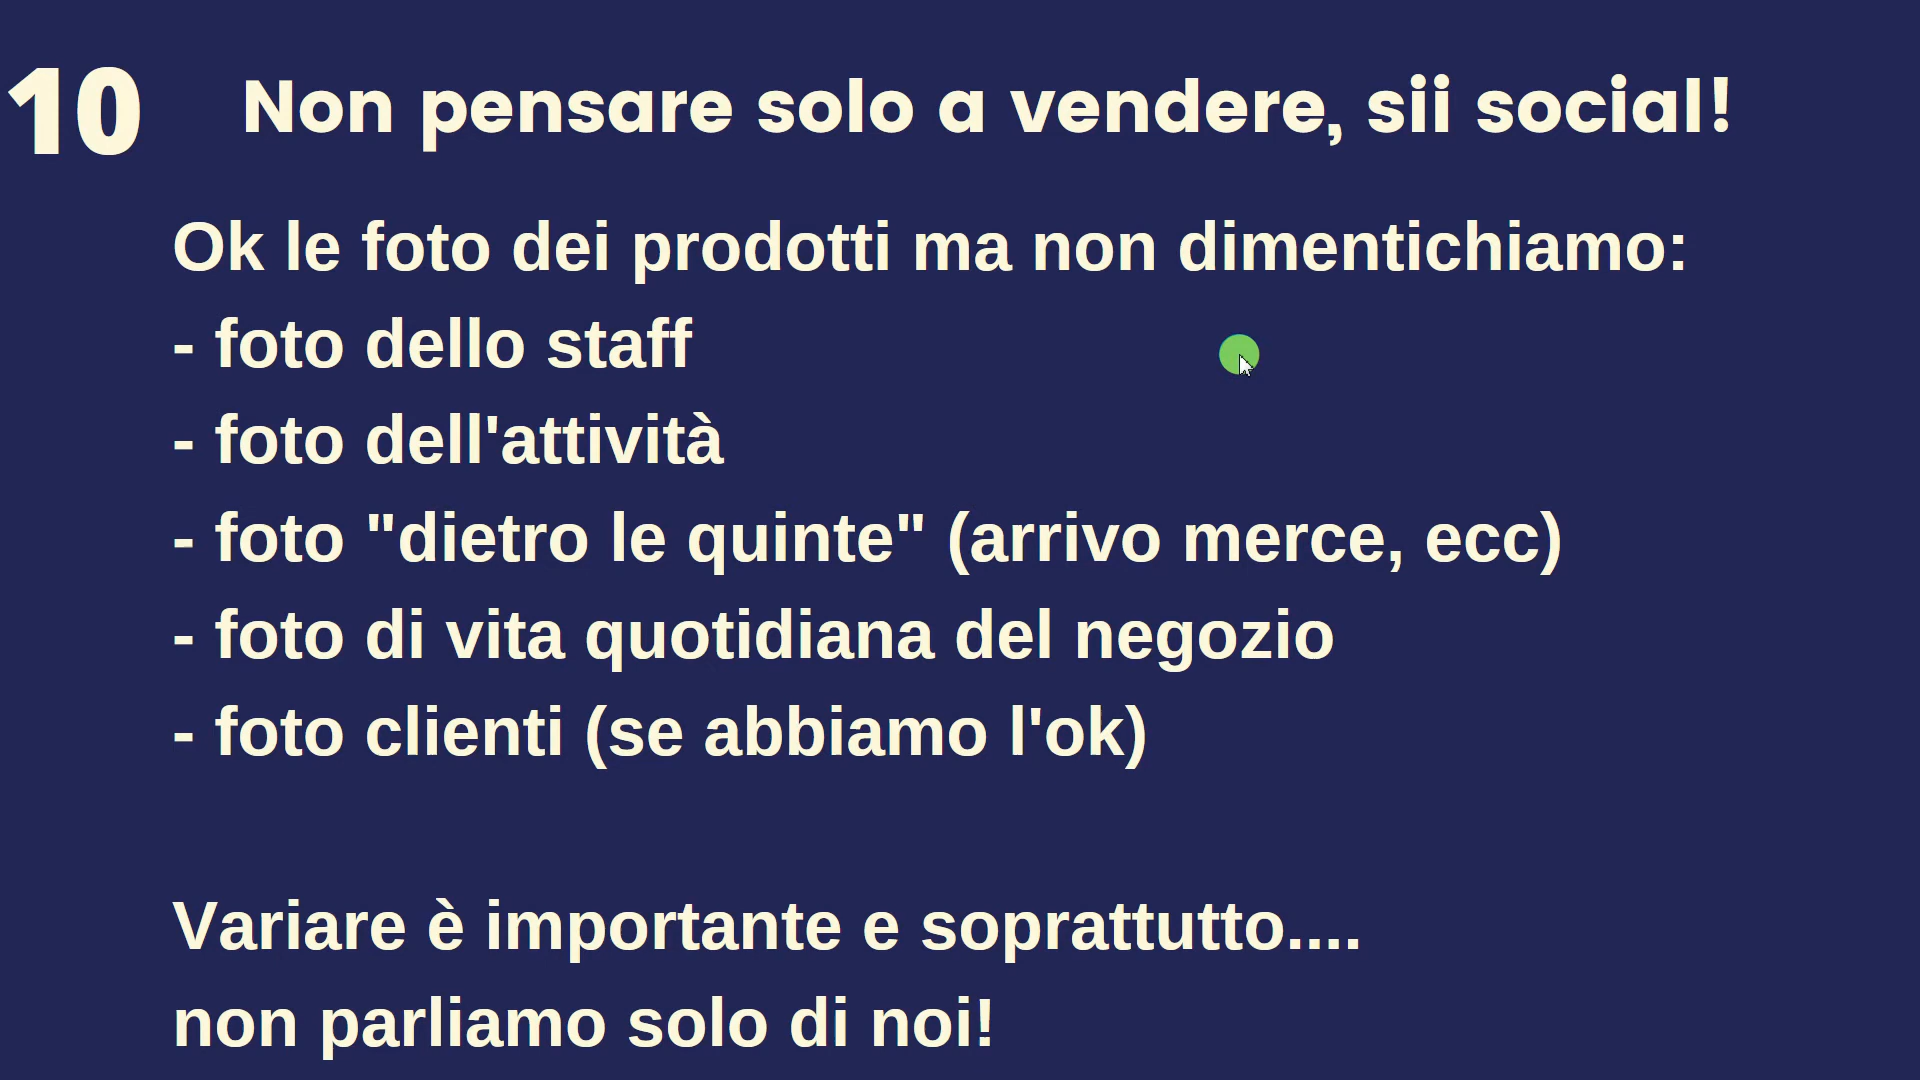 10 Non pensare solo a vendere, sii social!
Ok le foto dei prodotti ma non dimentichiamo:
- foto dello staff
- foto dell'attività
- foto "dietro le quinte" (arrivo merce, ecc)
- foto di vita quotidiana del negozio
- foto clienti (se abbiamo l'ok)
Variare è importante e soprattutto....
non parliamo solo di noi!